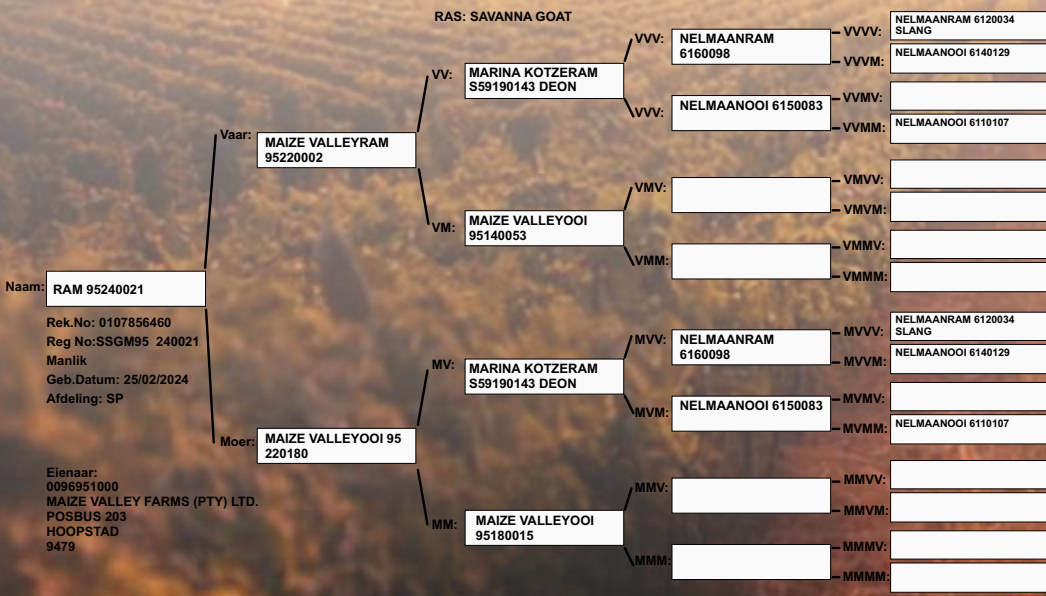 RAS: SAVANNA GOAT
Naam:
RAM 95240021
Rek.No: 0107856460
Reg No:SSGM95 240021
Manlik
Geb.Datum: 25/02/2024
Afdeling: SP
Eienaar:
0096951000
MAIZE VALLEY FARMS (PTY) LTD.
POSBUS 203
HOOPSTAD
9479
Vaar:
MAIZE VALLEYRAM
95220002
Moer:
MAIZE VALLEYOOI 95
220180
VV:
MARINA KOTZERAM
S59190143 DEON
VM:
MAIZE VALLEYOOI
95140053
MV:
MARINA KOTZERAM
S59190143 DEON
MM:
MAIZE VALLEYOOI
95180015
VVV:
NELMAANRAM
6160098
VVV:
NELMAANOOI 6150083
VMV:
VMM:
MVV:
NELMAANRAM
6160098
MVM:
NELMAANOOI 6150083
MMV:
MMM:
VVVV:
NELMAANRAM 6120034
SLANG
VVVM:
NELMAANOOI 6140129
VVMV:
VVMM:
NELMAANOOI 6110107
VMVV:
VMVM:
VMMV:
VMMM:
MVVV:
NELMAANRAM 6120034
SLANG
MVVM:
NELMAANOOI 6140129
MVMV:
MVMM:
NELMAANOOI 6110107
MMVV:
MMVM:
MMMV:
MMMM: